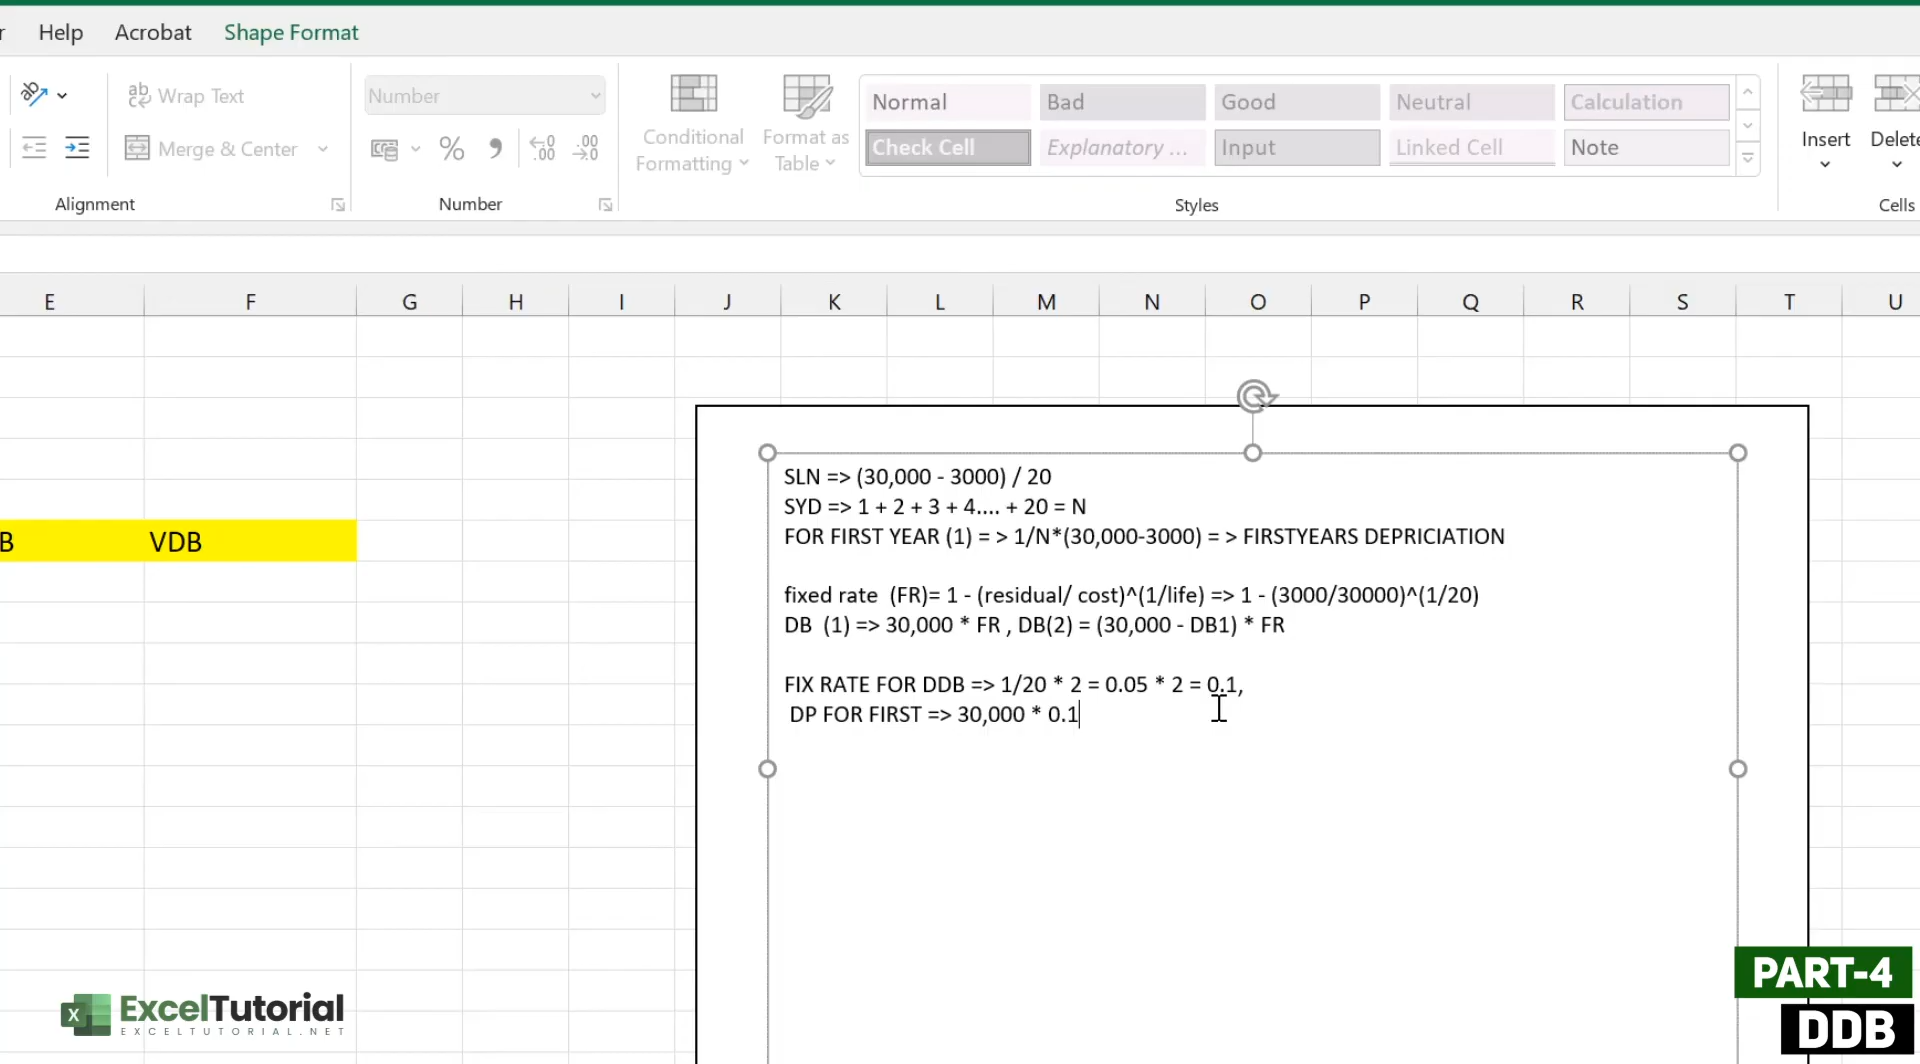 r Help Acrobat Shape Format
ab Wrap Text
Merge & Center
Number
% 9 .00 .00
Conditional Formatting
Format as Table
Normal Bad Good Neutral Calculation
Check Cell Explanatory ... Input Linked Cell Note
Insert Delete
Alignment Number Styles Cells
E F G H I J K L M N O P Q R S T U
B VDB
SLN => (30,000 - 3000) / 20
SYD => 1 + 2 + 3 + 4.... + 20 = N
FOR FIRST YEAR (1) = > 1/N*(30,000-3000) = > FIRSTYEARS DEPRICIATION
fixed rate (FR)= 1 - (residual/ cost)^(1/life) => 1 - (3000/30000)^(1/20)
DB (1) => 30,000 * FR , DB(2) = (30,000 - DB1) * FR
FIX RATE FOR DDB => 1/20 * 2 = 0.05 * 2 = 0.1,
DP FOR FIRST => 30,000 * 0.1
X ExcelTutorial
EXCELTUTORIAL.NET
PART-4
DDB